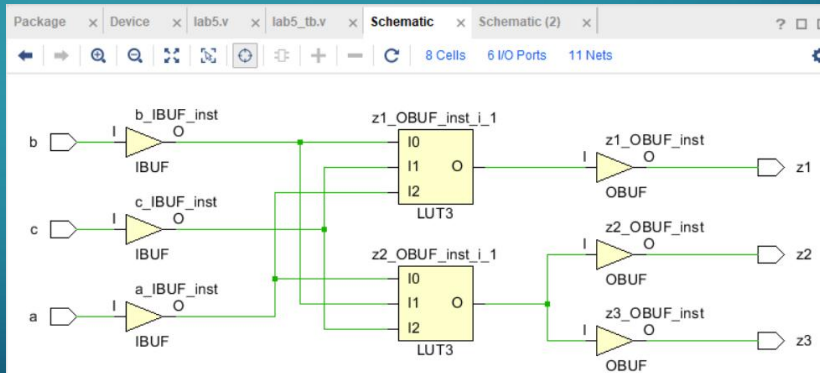 Package × Device × lab5.v × lab5_tb.v × Schematic × Schematic (2) × ?
8 Cells 6 I/O Ports 11 Nets
b_IBUF_inst
b I O
IBUF
c_IBUF_inst
c I O
IBUF
a_IBUF_inst
a I O
IBUF
z1_OBUF_inst_i_1
I0
I1 O
I2
LUT3
z2_OBUF_inst_i_1
I0
I1 O
I2
LUT3
z1_OBUF_inst
I O z1
OBUF
z2_OBUF_inst
I O z2
OBUF
z3_OBUF_inst
I O z3
OBUF